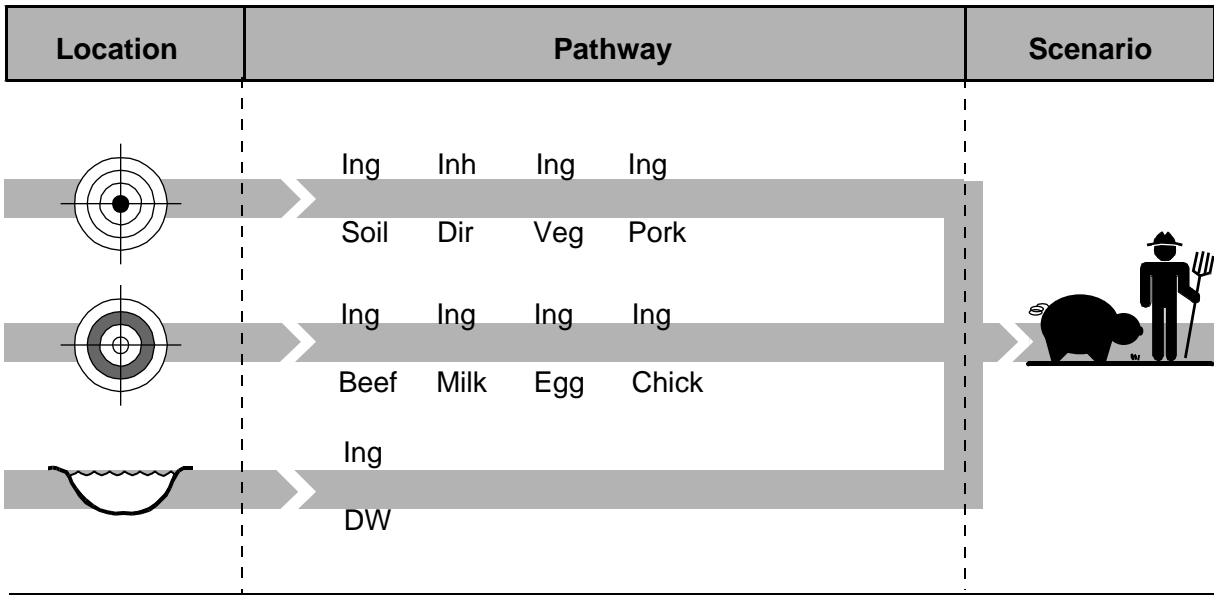 Location Pathway Scenario
Ing Inh Ing Ing
Soil Dir Veg Pork
Ing Ing Ing Ing
Beef Milk Egg Chick
Ing
DW